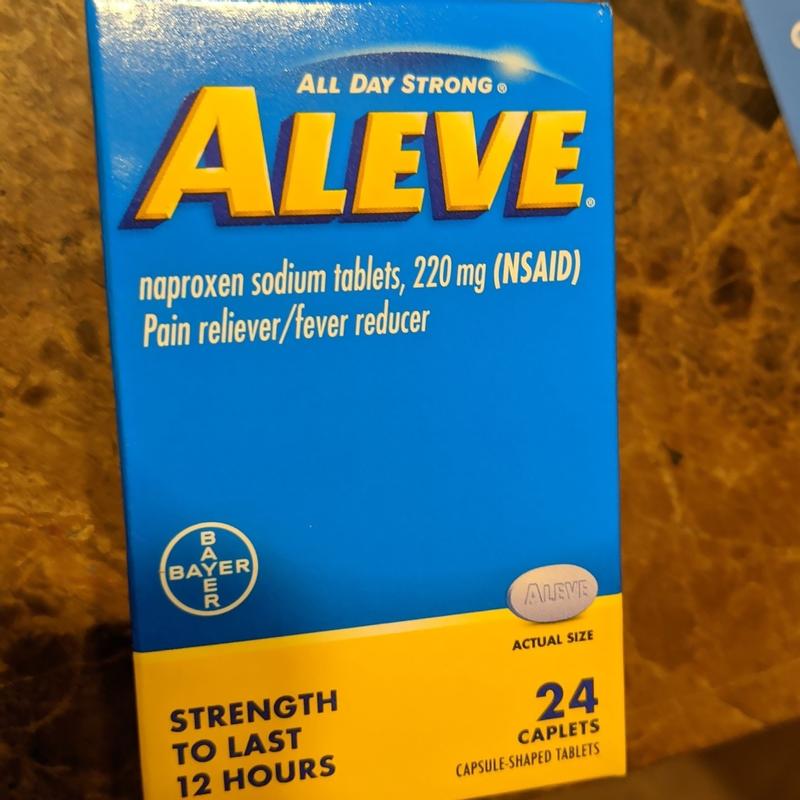 ALL DAY STRONG®
ALEVE®
naproxen sodium tablets, 220 mg (NSAID)
Pain reliever/fever reducer
BAYER
BAYER
ALEVE
ACTUAL SIZE
STRENGTH
TO LAST
12 HOURS
24
CAPLETS
CAPSULE-SHAPED TABLETS